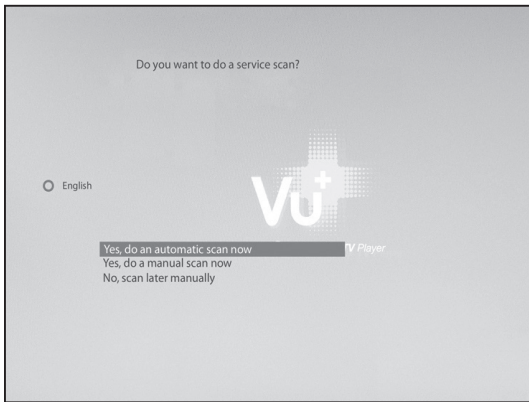 Do you want to do a service scan?
English
Vu+
TV Player
Yes, do an automatic scan now
Yes, do a manual scan now
No, scan later manually